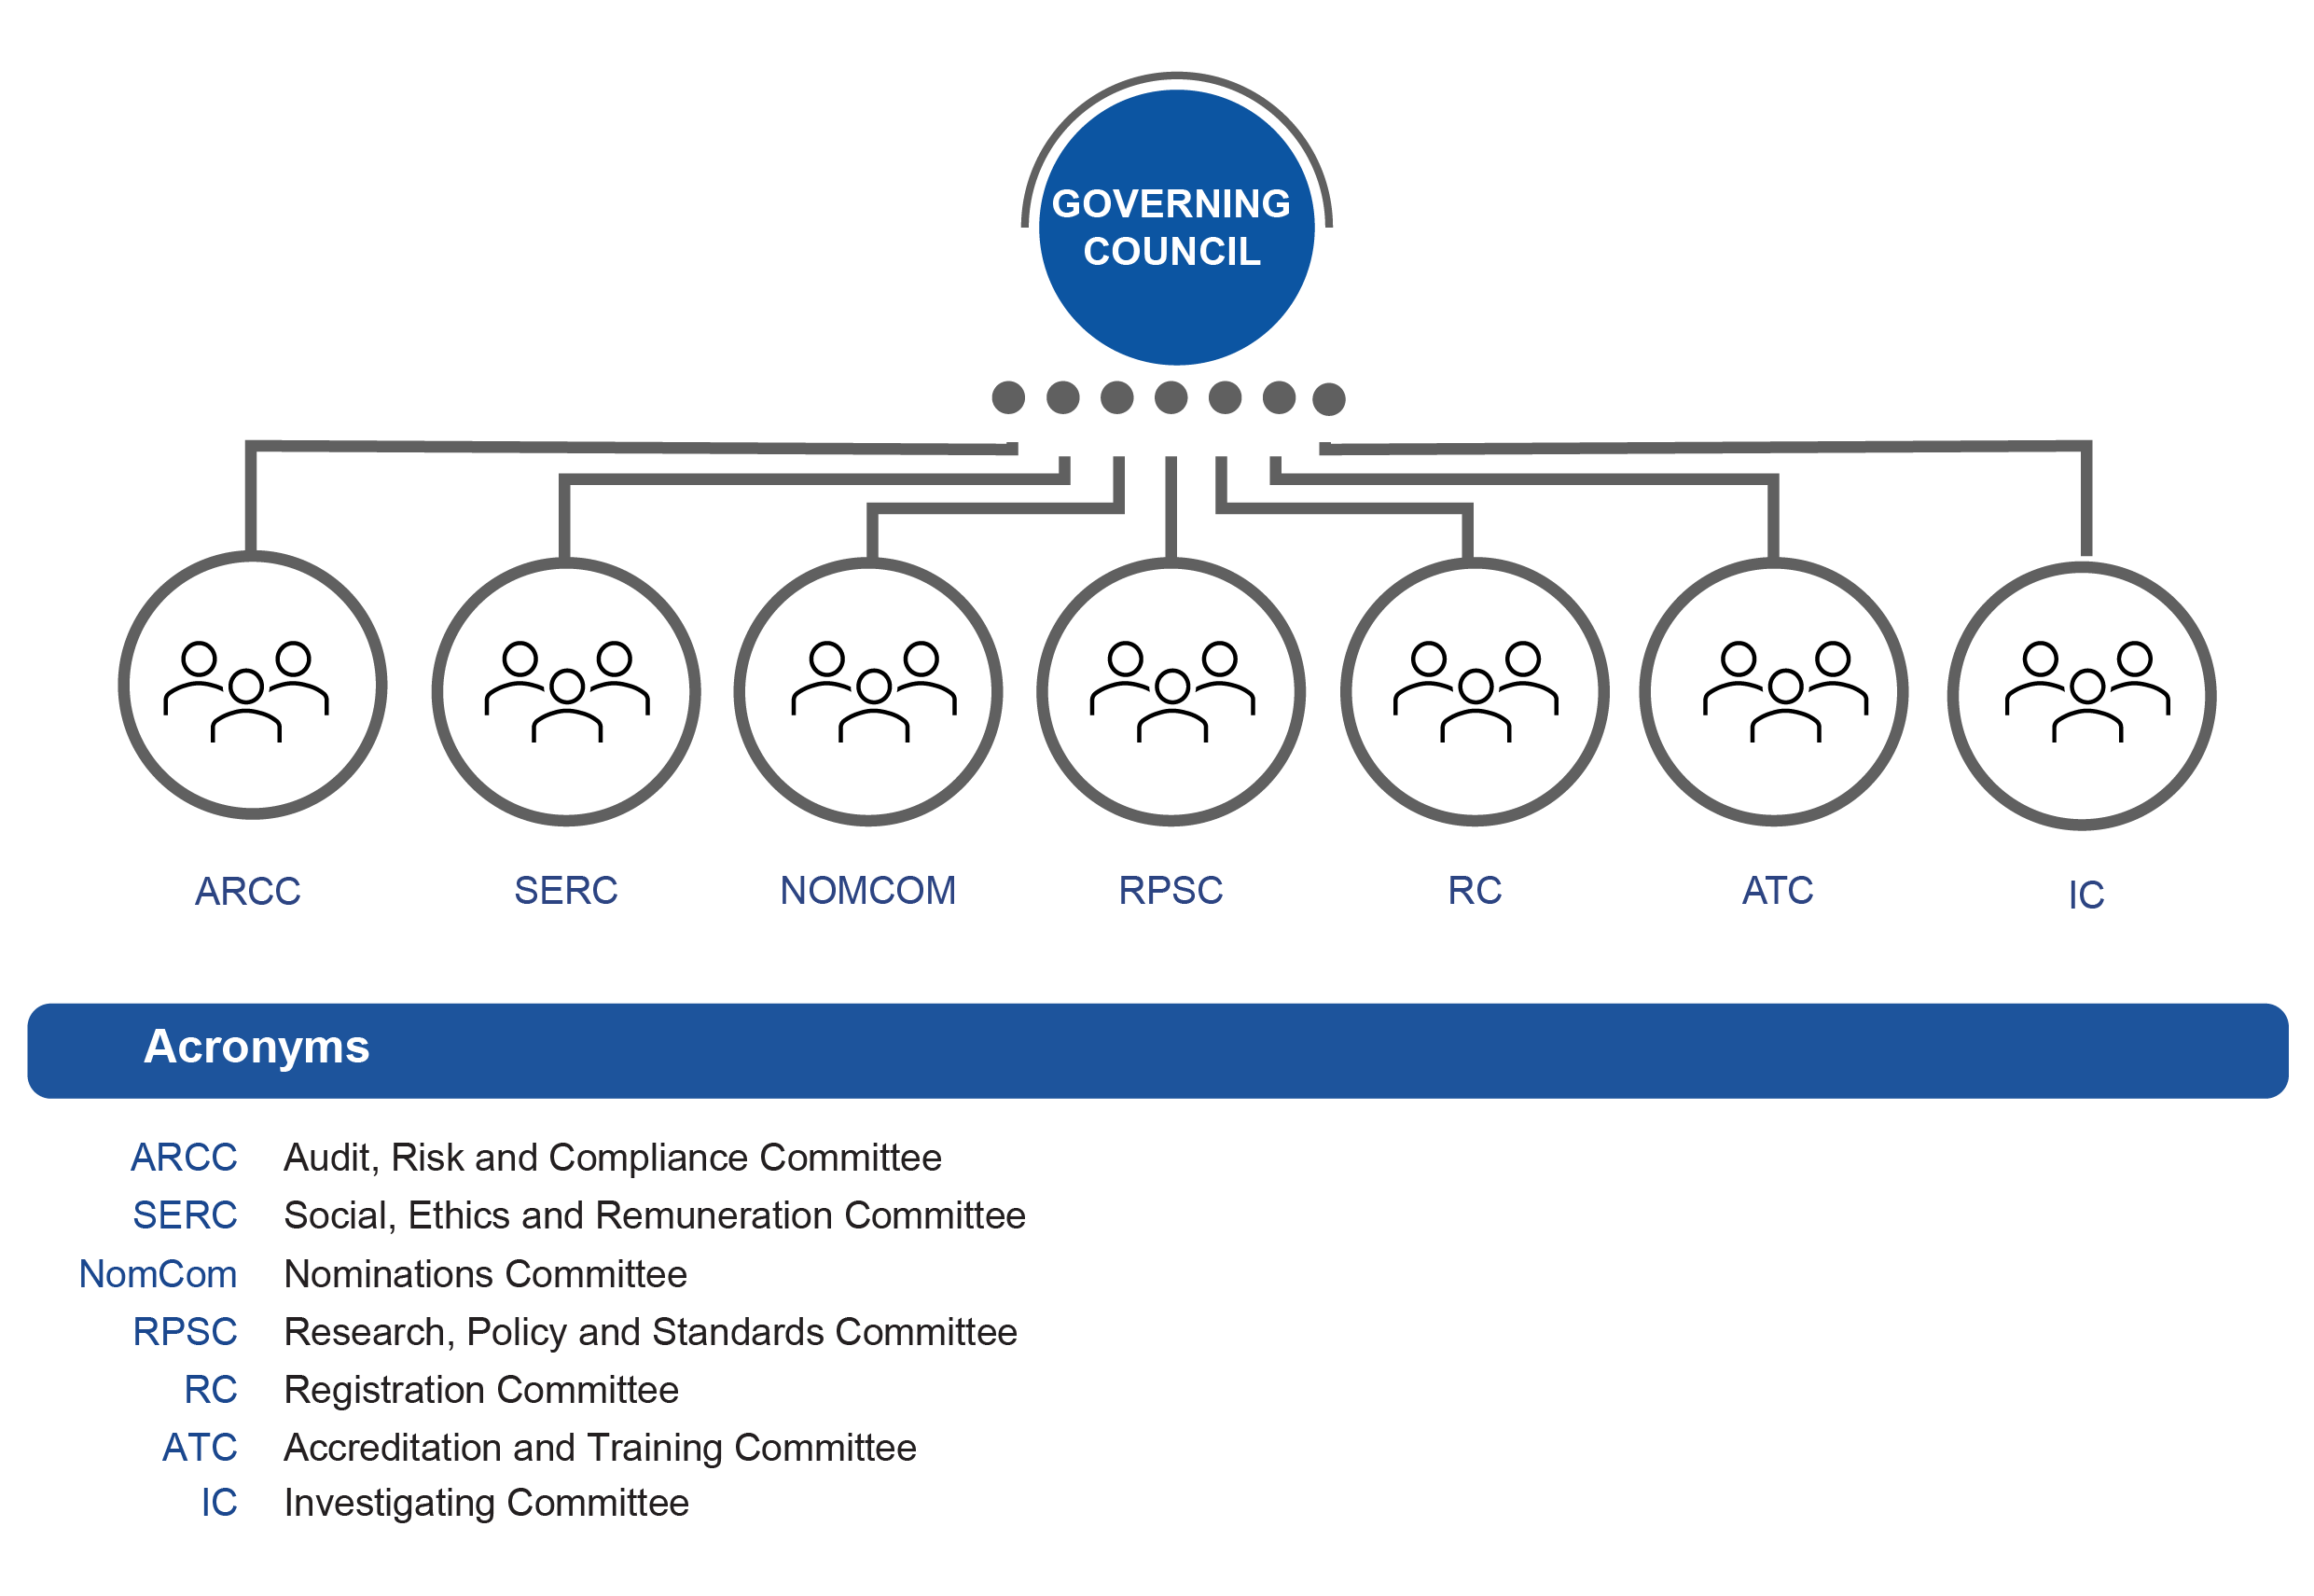 GOVERNING
COUNCIL
ARCC
SERC
NOMCOM
RPSC
RC
ATC
IC
Acronyms
ARCC Audit, Risk and Compliance Committee
SERC Social, Ethics and Remuneration Committee
NomCom Nominations Committee
RPSC Research, Policy and Standards Committee
RC Registration Committee
ATC Accreditation and Training Committee
IC Investigating Committee